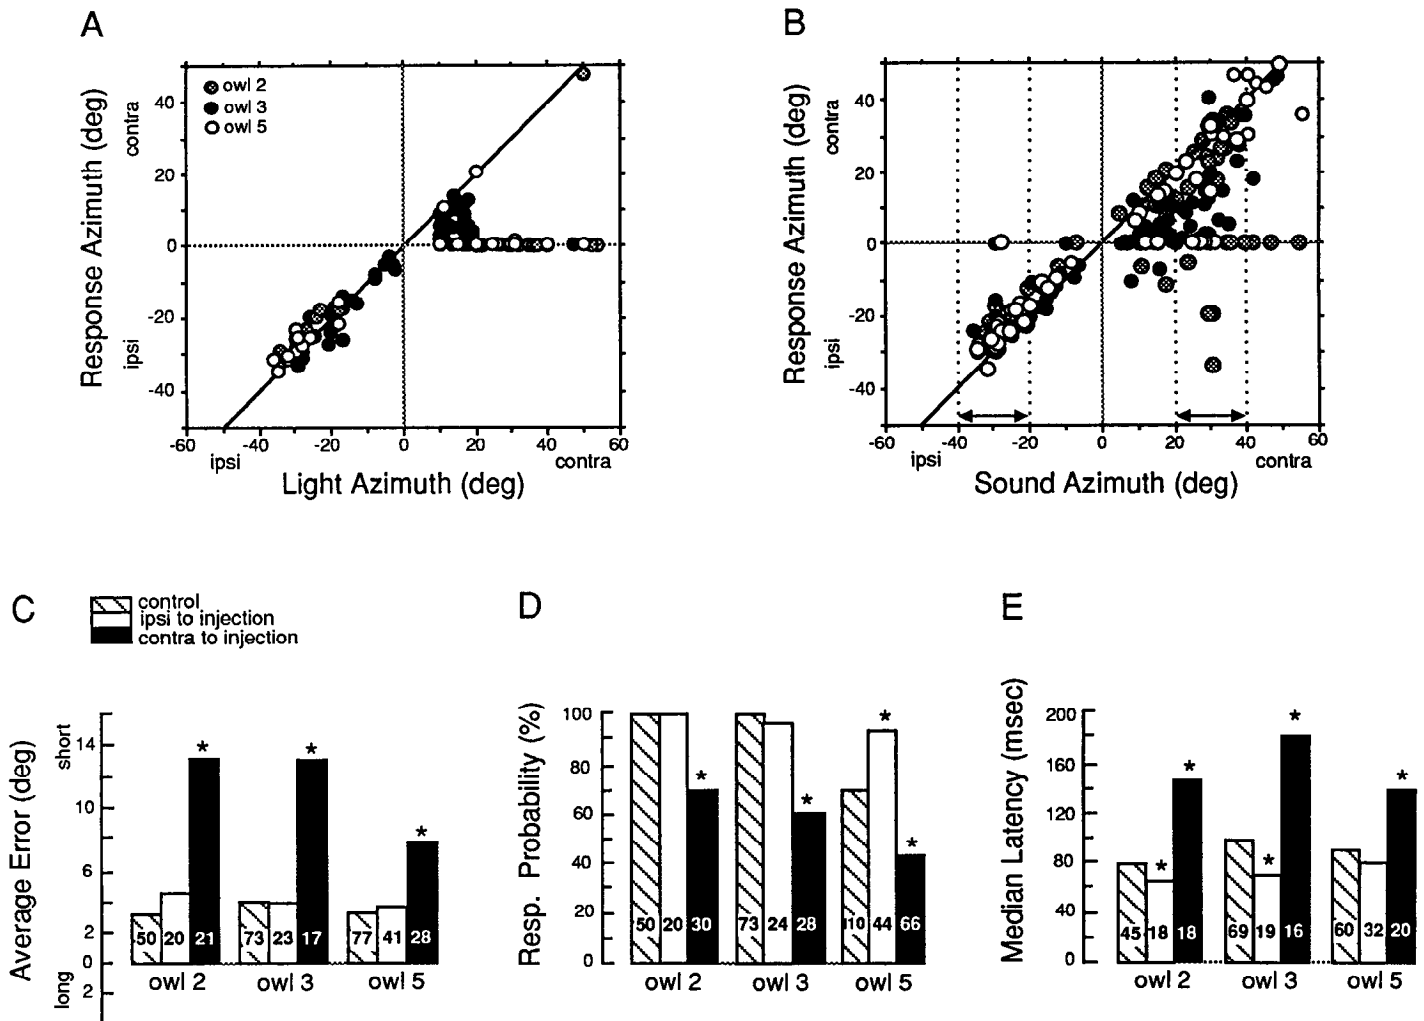 A
Response Azimuth (deg)
contra
ipsi
owl 2
owl 3
owl 5
40
20
0
-20
-40
-60 -40 -20 0 20 40 60
ipsi contra
Light Azimuth (deg)
B
Response Azimuth (deg)
contra
ipsi
40
20
0
-20
-40
-60 -40 -20 0 20 40 60
ipsi contra
Sound Azimuth (deg)
C
control
ipsi to injection
contra to injection
Average Error (deg)
short
long
14
10
6
2
0
2
* * *
50 20 21 73 23 17 77 41 28
owl 2 owl 3 owl 5
D
Resp. Probability (%)
100
80
60
40
20
0
* * * *
50 20 30 73 24 28 110 44 66
owl 2 owl 3 owl 5
E
Median Latency (msec)
200
160
120
80
40
0
* * * * *
45 18 18 69 19 16 60 32 20
owl 2 owl 3 owl 5